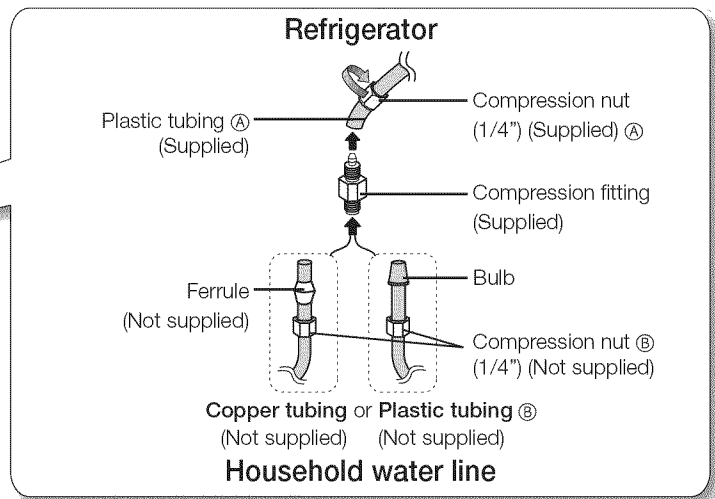 Refrigerator
Plastic tubing Ⓐ
(Supplied)
Compression nut
(1/4") (Supplied) Ⓐ
Compression fitting
(Supplied)
Ferrule
(Not supplied)
Bulb
Compression nut Ⓑ
(1/4") (Not supplied)
Copper tubing or Plastic tubing Ⓑ
(Not supplied) (Not supplied)
Household water line